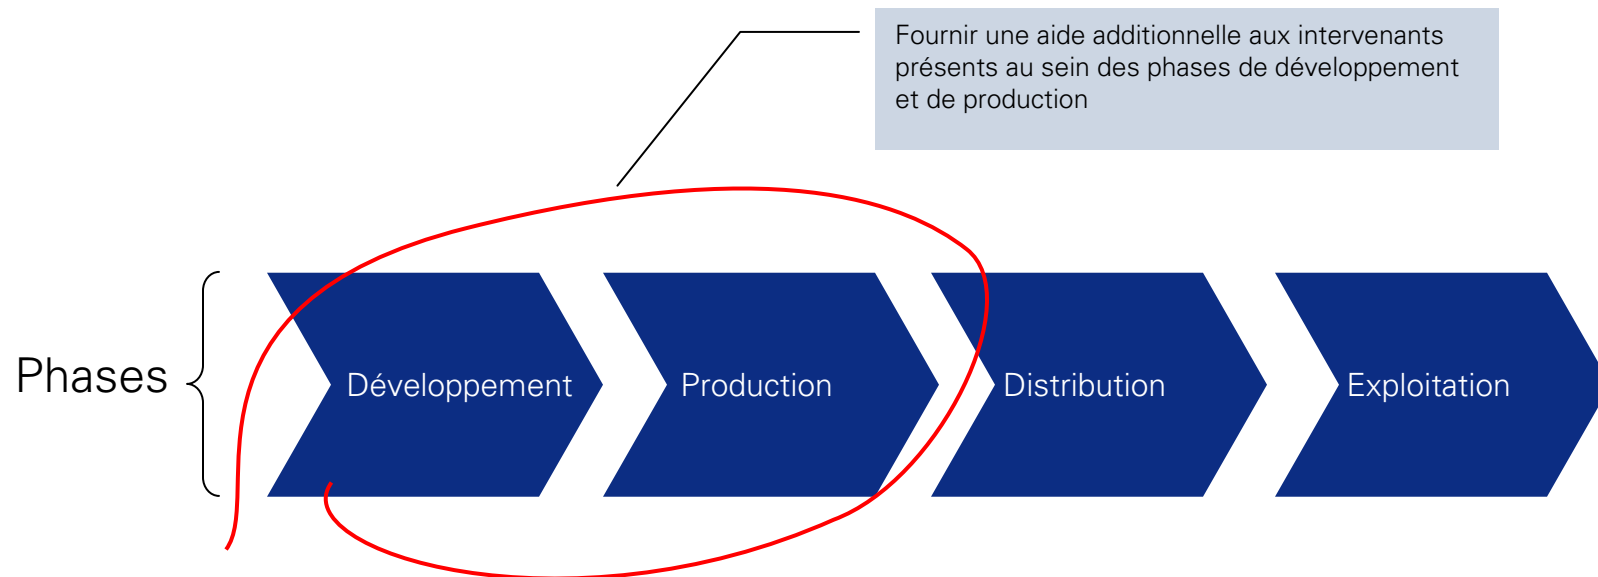 Fournir une aide additionnelle aux intervenants
présents au sein des phases de développement
et de production
Phases
Développement
Production
Distribution
Exploitation